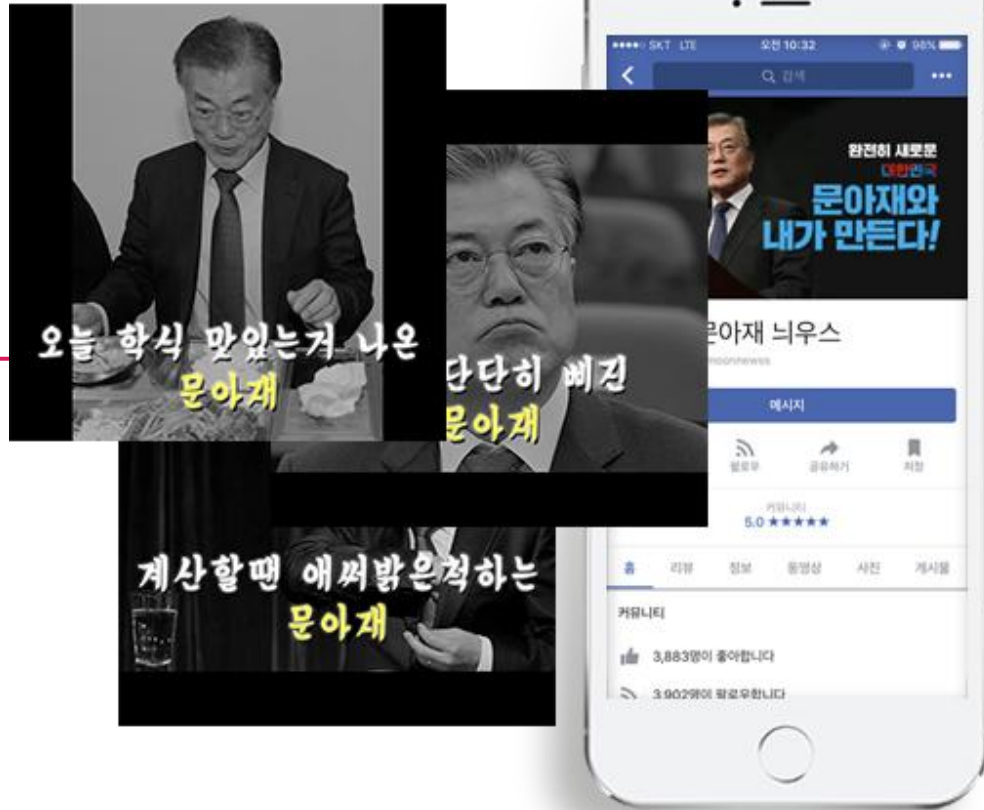 오늘 학식 맛있는거 나온
문아재
단단히 삐진
문아재
계산할땐 애써밝은척하는
문아재
SKT LTE
오전 10:32
98%
검색
완전히 새로운
대한민국
문아재와
내가 만든다!
문아재 늬우스
moonnewss
메시지
팔로우
공유하기
저장
커뮤니티
5.0 ★★★★★
홈
리뷰
정보
동영상
사진
게시물
커뮤니티
3,883명이 좋아합니다
3,902명이 팔로우합니다